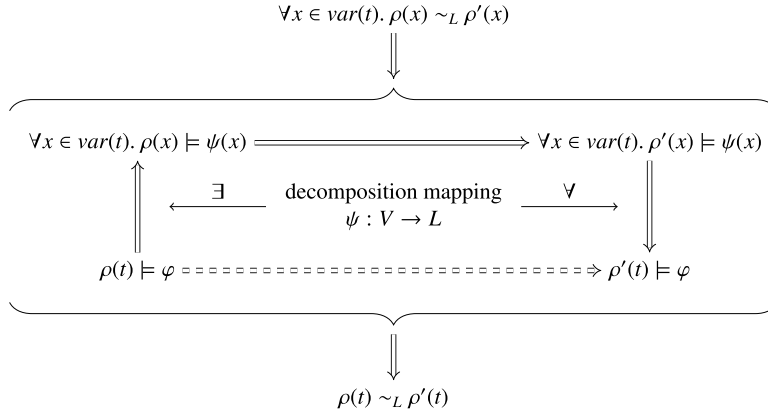 ∀x ∈ var(t). ρ(x) ∼_L ρ′(x)
∀x ∈ var(t). ρ(x) ⊨ ψ(x)
∀x ∈ var(t). ρ′(x) ⊨ ψ(x)
∃
decomposition mapping
∀
ψ : V → L
ρ(t) ⊨ φ
ρ′(t) ⊨ φ
ρ(t) ∼_L ρ′(t)